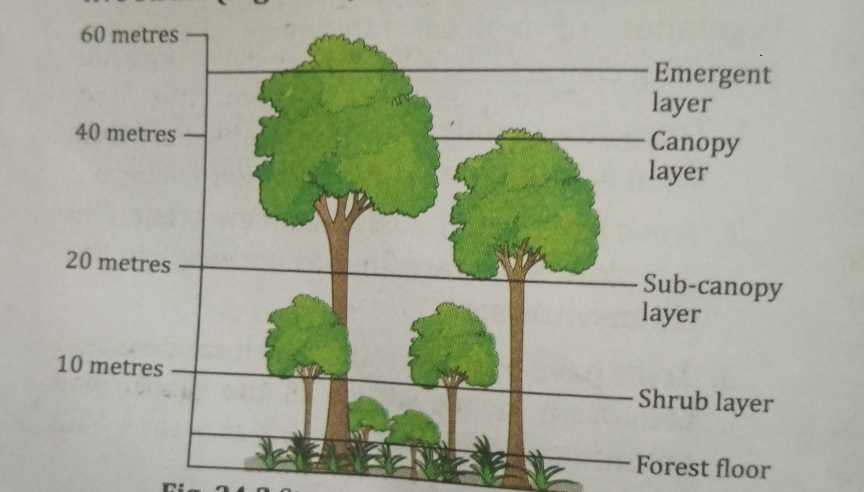 60 metres
Emergent
layer
40 metres
Canopy
layer
20 metres
Sub-canopy
layer
10 metres
Shrub layer
Forest floor